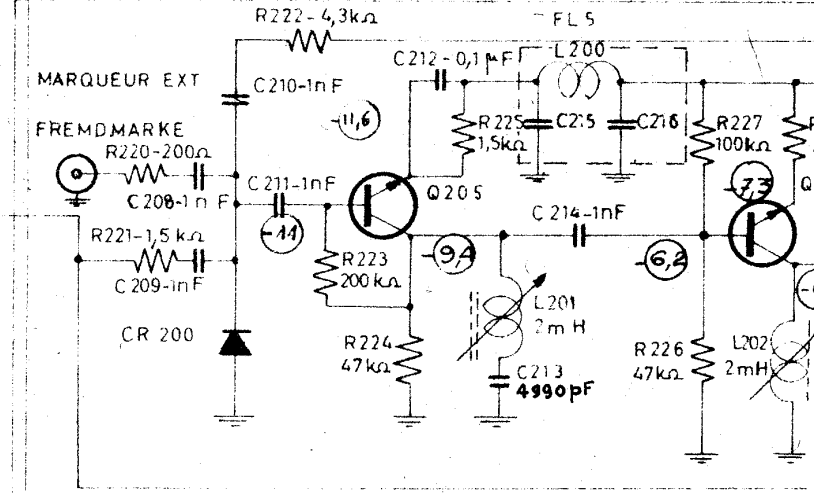 R222-4,3kΩ
FL5
C212-0,1µF
L200
MARQUEUR EXT
C210-1nF
FREMDMARKE
-11,6
R225
1,5kΩ
C215
C216
R227
100kΩ
R220-200Ω
C208-1nF
C211-1nF
Q205
-7,3
Q
R221-1,5kΩ
-11
C214-1nF
C209-1nF
R223
200kΩ
-9,4
-6,2
CR 200
L201
2mH
R224
47kΩ
C213
4990pF
R226
47kΩ
L202
2mH